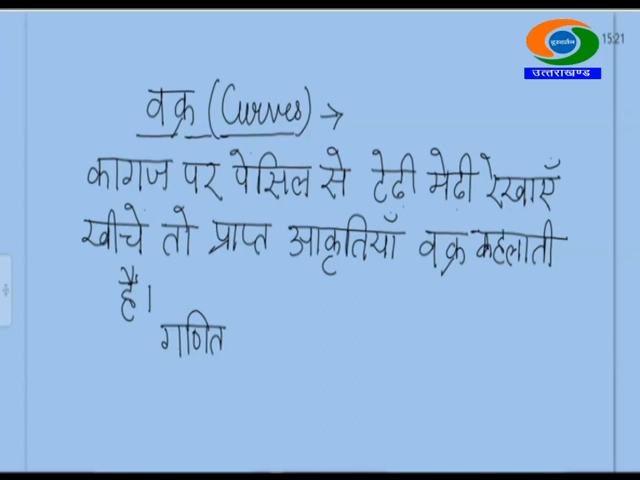 दूरदर्शन
15:21
उत्तराखण्ड
वक्र (Curves) →
कागज पर पेंसिल से टेढी मेढी रेखाएँ
खींचे तो प्राप्त आकृतियाँ वक्र कहलाती
हैं।
गणित